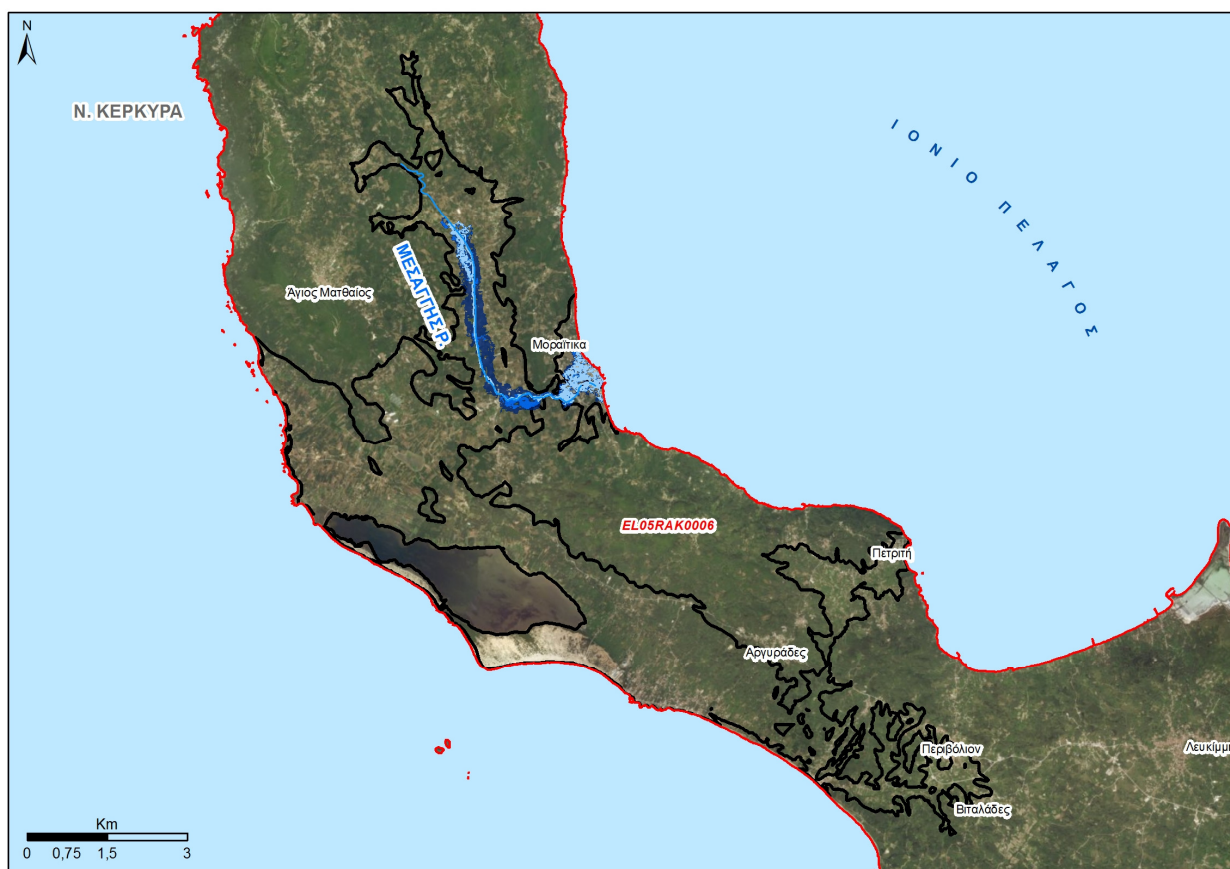 N
Ν. ΚΕΡΚΥΡΑ
ΙΟΝΙΟ ΠΕΛΑΓΟΣ
ΜΕΣΑΓΓΗΣ Ρ.
Άγιος Ματθαίος
Μοραΐτικα
EL05RAK0006
Πετριτή
Αργυράδες
Περιβόλιον
Λευκίμμη
Βιταλάδες
Km
0 0,75 1,5 3